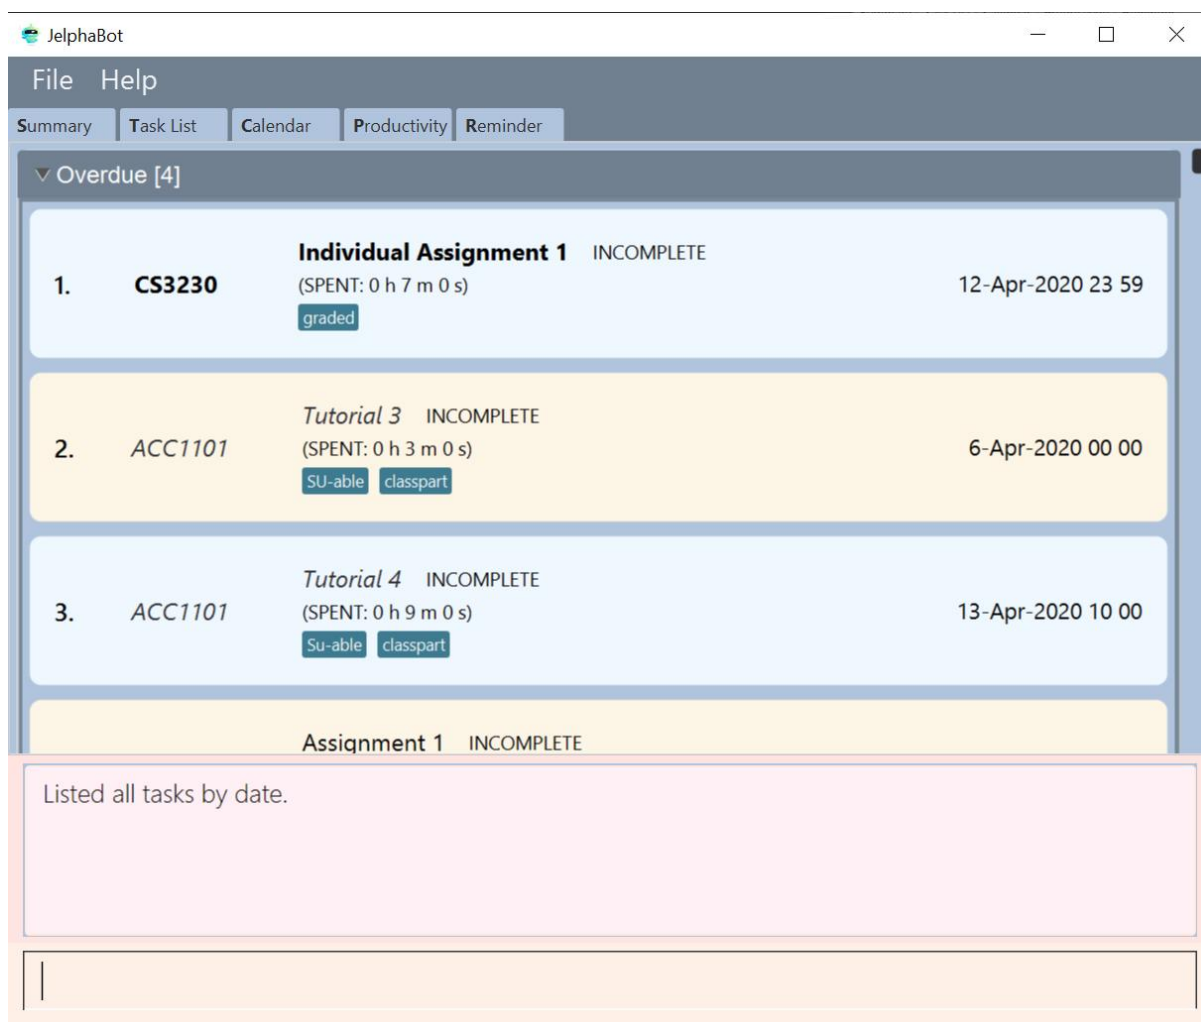 JelphaBot
File Help
Summary Task List Calendar Productivity Reminder
Overdue [4]
Individual Assignment 1 INCOMPLETE
1. CS3230 (SPENT: 0 h 7 m 0 s) 12-Apr-2020 23 59
graded
Tutorial 3 INCOMPLETE
2. ACC1101 (SPENT: 0 h 3 m 0 s) 6-Apr-2020 00 00
SU-able classpart
Tutorial 4 INCOMPLETE
3. ACC1101 (SPENT: 0 h 9 m 0 s) 13-Apr-2020 10 00
Su-able classpart
Assignment 1 INCOMPLETE
Listed all tasks by date.